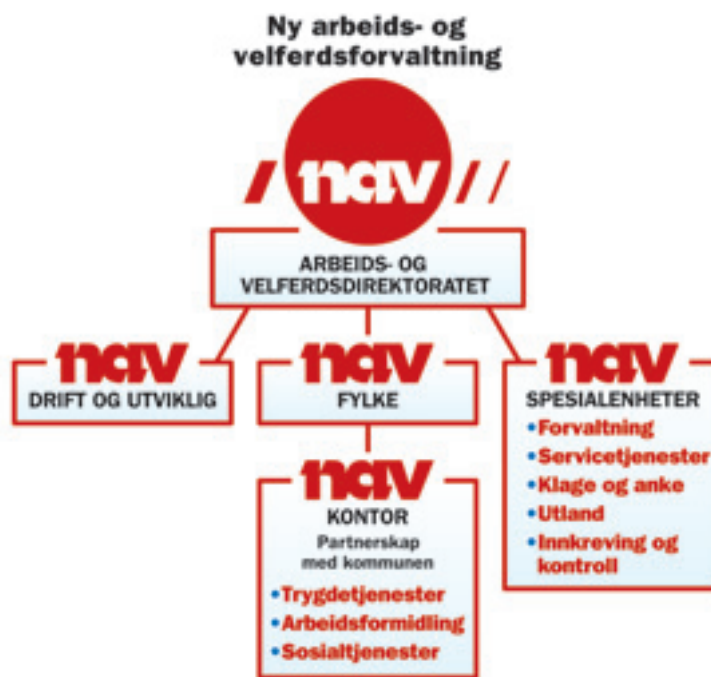 Ny arbeids- og
velferdsforvaltning
nav
ARBEIDS- OG
VELFERDSDIREKTORATET
nav
DRIFT OG UTVIKLIG
nav
FYLKE
nav
SPESIALENHETER
•Forvaltning
•Servicetjenester
•Klage og anke
•Utland
•Innkreving og
kontroll
nav
KONTOR
Partnerskap
med kommunen
•Trygdetjenester
•Arbeidsformidling
•Sosialtjenester